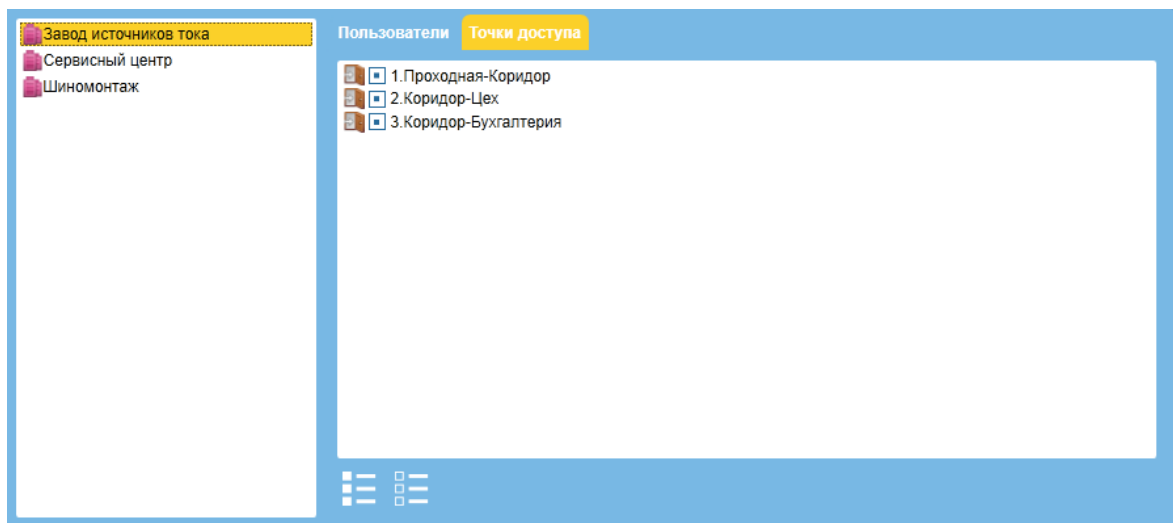 Завод источников тока
Сервисный центр
Шиномонтаж
Пользователи
Точки доступа
1.Проходная-Коридор
2.Коридор-Цех
3.Коридор-Бухгалтерия